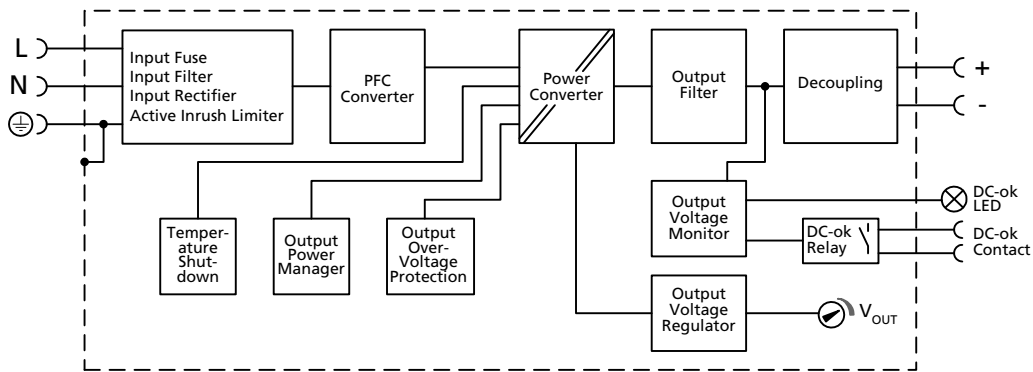 L
N
Input Fuse
Input Filter
Input Rectifier
Active Inrush Limiter
PFC
Converter
Power
Converter
Output
Filter
Decoupling
+
-
Temper-
ature
Shut-
down
Output
Power
Manager
Output
Over-
Voltage
Protection
Output
Voltage
Monitor
DC-ok
LED
DC-ok
Relay
DC-ok
Contact
Output
Voltage
Regulator
VOUT